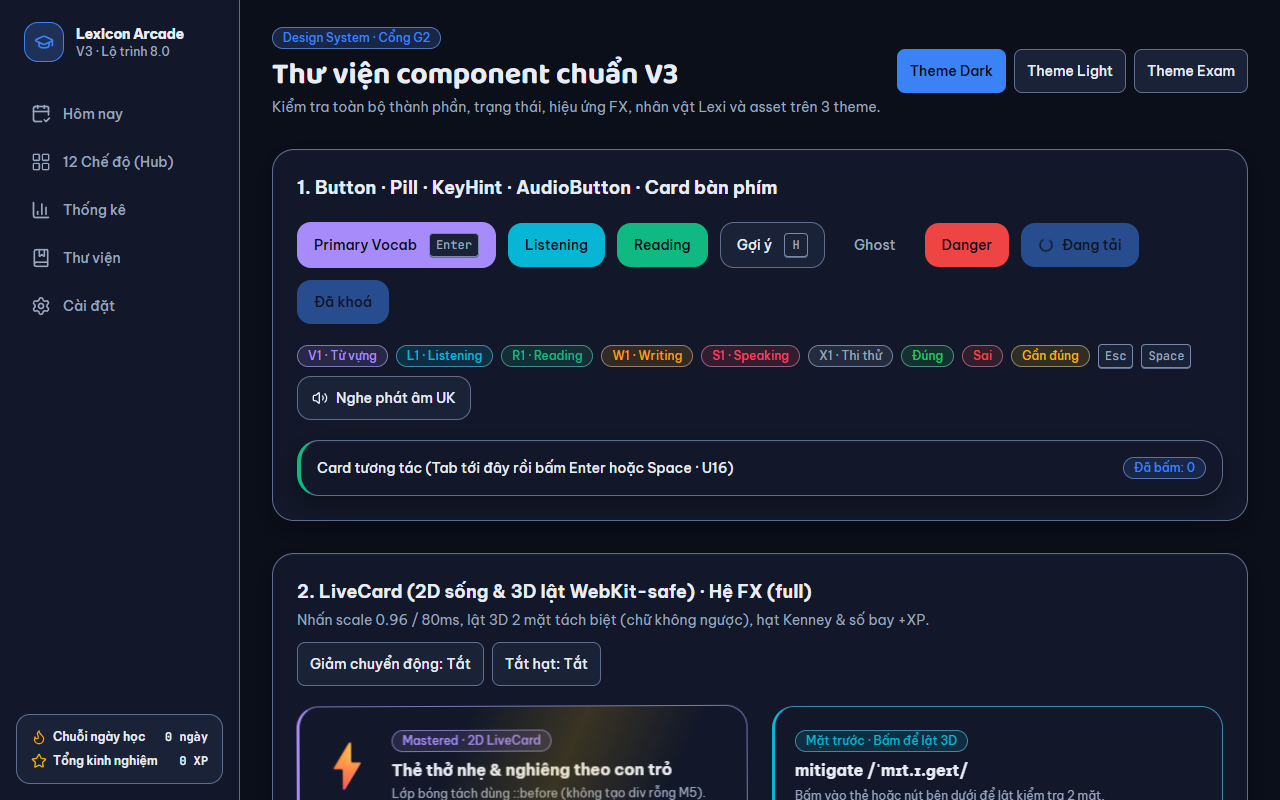 Lexicon Arcade
V3 · Lộ trình 8.0
Hôm nay
12 Chế độ (Hub)
Thống kê
Thư viện
Cài đặt
Chuỗi ngày học 0 ngày
Tổng kinh nghiệm 0 XP
Design System · Cổng G2
Thư viện component chuẩn V3
Kiểm tra toàn bộ thành phần, trạng thái, hiệu ứng FX, nhân vật Lexi và asset trên 3 theme.
Theme Dark
Theme Light
Theme Exam
1. Button · Pill · KeyHint · AudioButton · Card bàn phím
Primary Vocab Enter
Listening
Reading
Gợi ý H
Ghost
Danger
Đang tải
Đã khoá
V1 · Từ vựng
L1 · Listening
R1 · Reading
W1 · Writing
S1 · Speaking
X1 · Thi thử
Đúng
Sai
Gần đúng
Esc
Space
Nghe phát âm UK
Card tương tác (Tab tới đây rồi bấm Enter hoặc Space · U16)
Đã bấm: 0
2. LiveCard (2D sống & 3D lật WebKit-safe) · Hệ FX (full)
Nhấn scale 0.96 / 80ms, lật 3D 2 mặt tách biệt (chữ không ngược), hạt Kenney & số bay +XP.
Giảm chuyển động: Tắt
Tắt hạt: Tắt
Mastered · 2D LiveCard
Thẻ thở nhẹ & nghiêng theo con trỏ
Lớp bóng tách dùng ::before (không tạo div rỗng M5).
Mặt trước · Bấm để lật 3D
mitigate /ˈmɪt.ɪ.ɡeɪt/
Bấm vào thẻ hoặc nút bên dưới để lật kiểm tra 2 mặt.